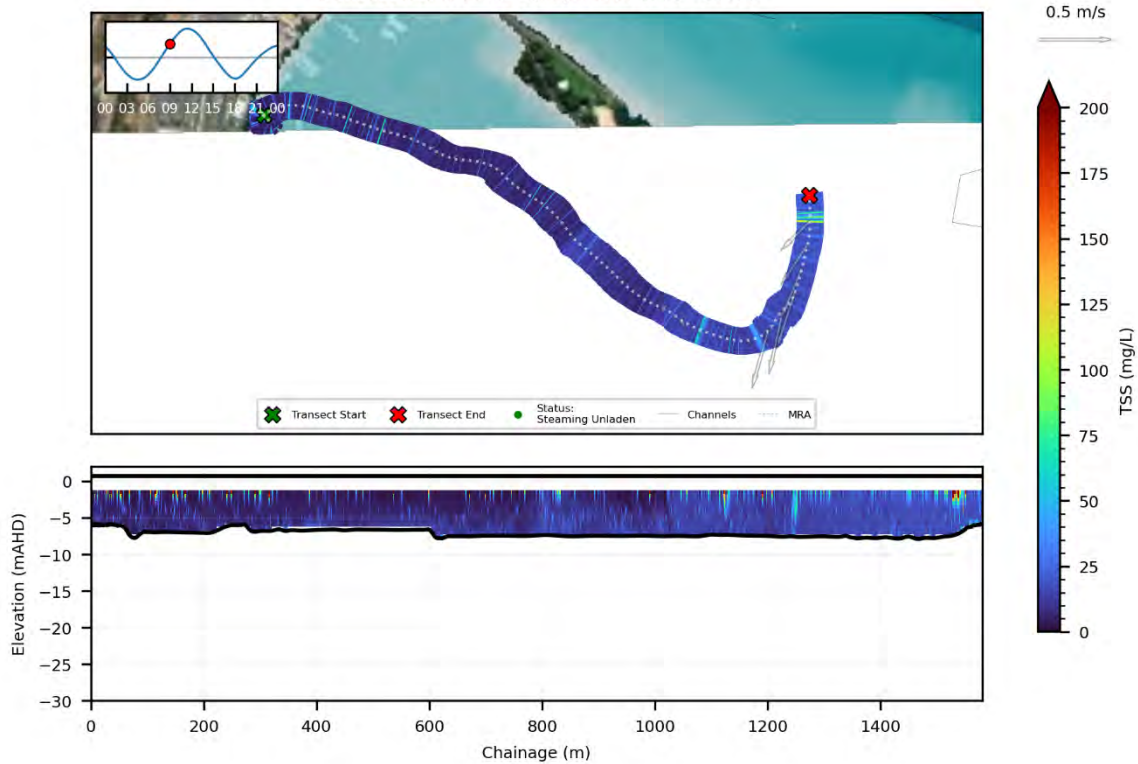 0.5 m/s
00 03 06 09 12 15 18 21 00
200
175
150
125
100
75
50
25
0
TSS (mg/L)
Transect Start
Transect End
Status:
Steaming Unladen
Channels
MRA
0
−5
−10
−15
−20
−25
−30
Elevation (mAHD)
0 200 400 600 800 1000 1200 1400
Chainage (m)